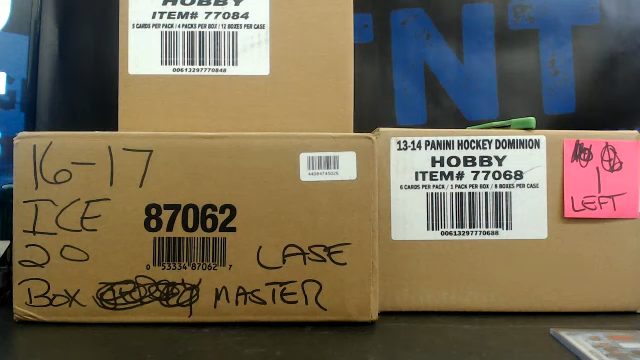 HOBBY
ITEM# 77084
5 CARDS PER PACK / 4 PACKS PER BOX / 12 BOXES PER CASE
00613297770848
TNT
16-17
ICE
20
BOX MASTER
CASE
87062
0 53334 87062 7
13-14 PANINI HOCKEY DOMINION
HOBBY
ITEM# 77068
6 CARDS PER PACK / 1 PACK PER BOX / 8 BOXES PER CASE
00613297770688
1
LEFT